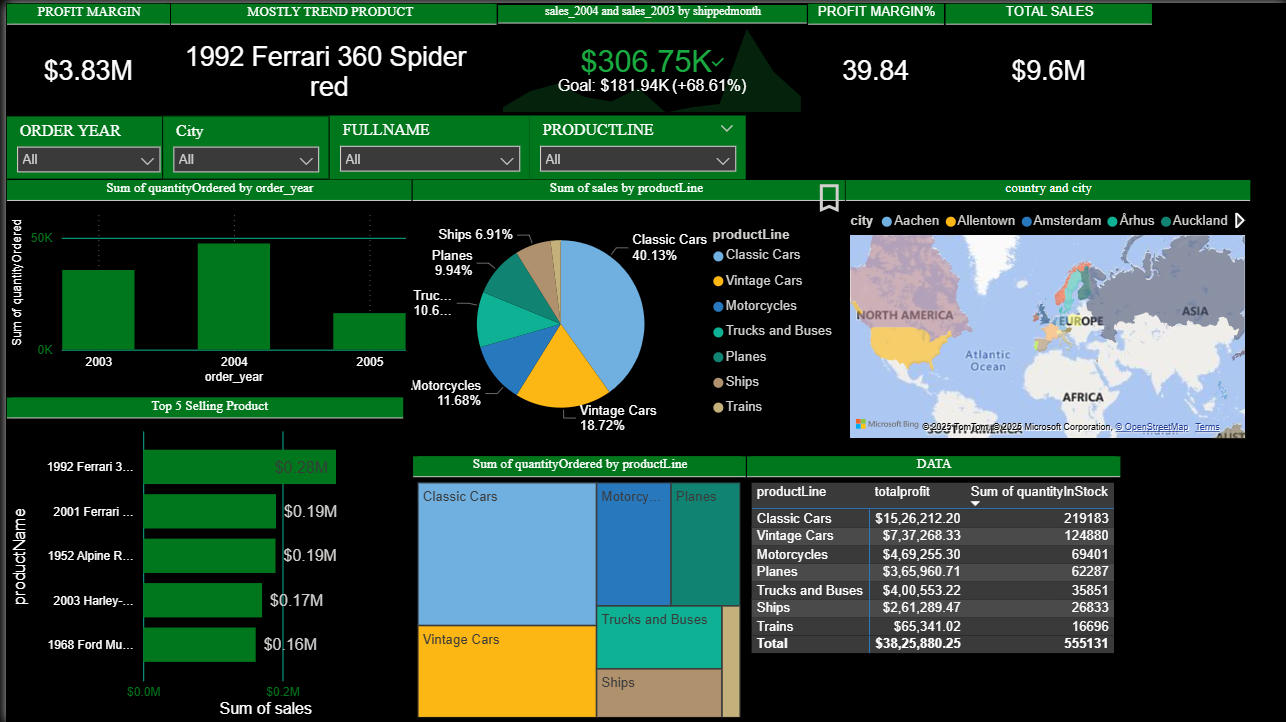 PROFIT MARGIN
$3.83M
MOSTLY TREND PRODUCT
1992 Ferrari 360 Spider
red
sales_2004 and sales_2003 by shippedmonth
$306.75K
Goal: $181.94K (+68.61%)
PROFIT MARGIN%
39.84
TOTAL SALES
$9.6M
ORDER YEAR
All
City
All
FULLNAME
All
PRODUCTLINE
All
Sum of quantityOrdered by order_year
Sum of quantityOrdered
50K
0K
2003
2004
2005
order_year
Sum of sales by productLine
Ships 6.91%
Planes
9.94%
Truc...
10.6...
Motorcycles
11.68%
Vintage Cars
18.72%
Classic Cars
40.13%
productLine
Classic Cars
Vintage Cars
Motorcycles
Trucks and Buses
Planes
Ships
Trains
country and city
city
Aachen
Allentown
Amsterdam
Århus
Auckland
NORTH AMERICA
EUROPE
ASIA
Atlantic
Ocean
AFRICA
SOUTH AMERICA
AUST
Microsoft Bing
© 2025 TomTom, © 2025 Microsoft Corporation, © OpenStreetMap Terms
Top 5 Selling Product
productName
1992 Ferrari 3...
$0.28M
2001 Ferrari ...
$0.19M
1952 Alpine R...
$0.19M
2003 Harley-...
$0.17M
1968 Ford Mu...
$0.16M
$0.0M
$0.2M
Sum of sales
Sum of quantityOrdered by productLine
Classic Cars
Vintage Cars
Motorcy...
Planes
Trucks and Buses
Ships
DATA
productLine totalprofit Sum of quantityInStock
Classic Cars $15,26,212.20 219183
Vintage Cars $7,37,268.33 124880
Motorcycles $4,69,255.30 69401
Planes $3,65,960.71 62287
Trucks and Buses $4,00,553.22 35851
Ships $2,61,289.47 26833
Trains $65,341.02 16696
Total $38,25,880.25 555131